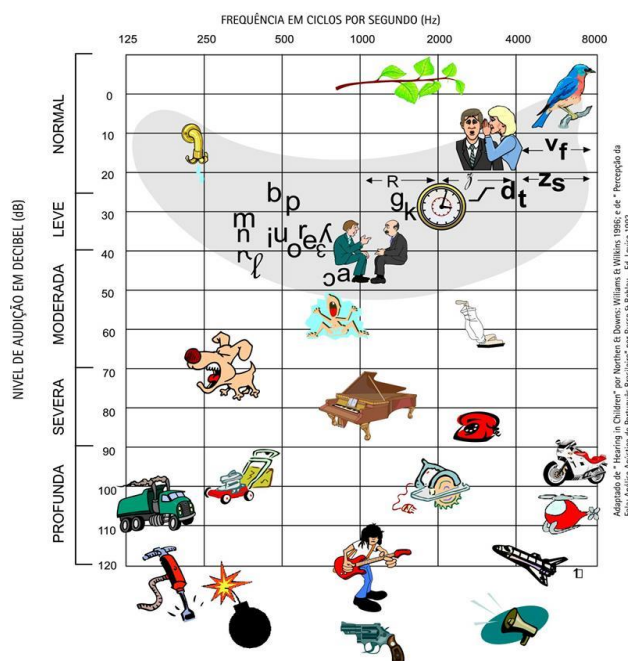 FREQUÊNCIA EM CICLOS POR SEGUNDO (Hz)
125 250 500 1000 2000 4000 8000
NIVEL DE AUDIÇÃO EM DECIBEL (dB)
NORMAL
LEVE
MODERADA
SEVERA
PROFUNDA
0
10
20
30
40
50
60
70
80
90
100
110
120
v f
R
z s
b p
g k
d t
m
n
i u o r e
a
Adaptado de " Hearing in Children" por Northen & Downs: Williams & Wilkins 1996; e de " Percepção da